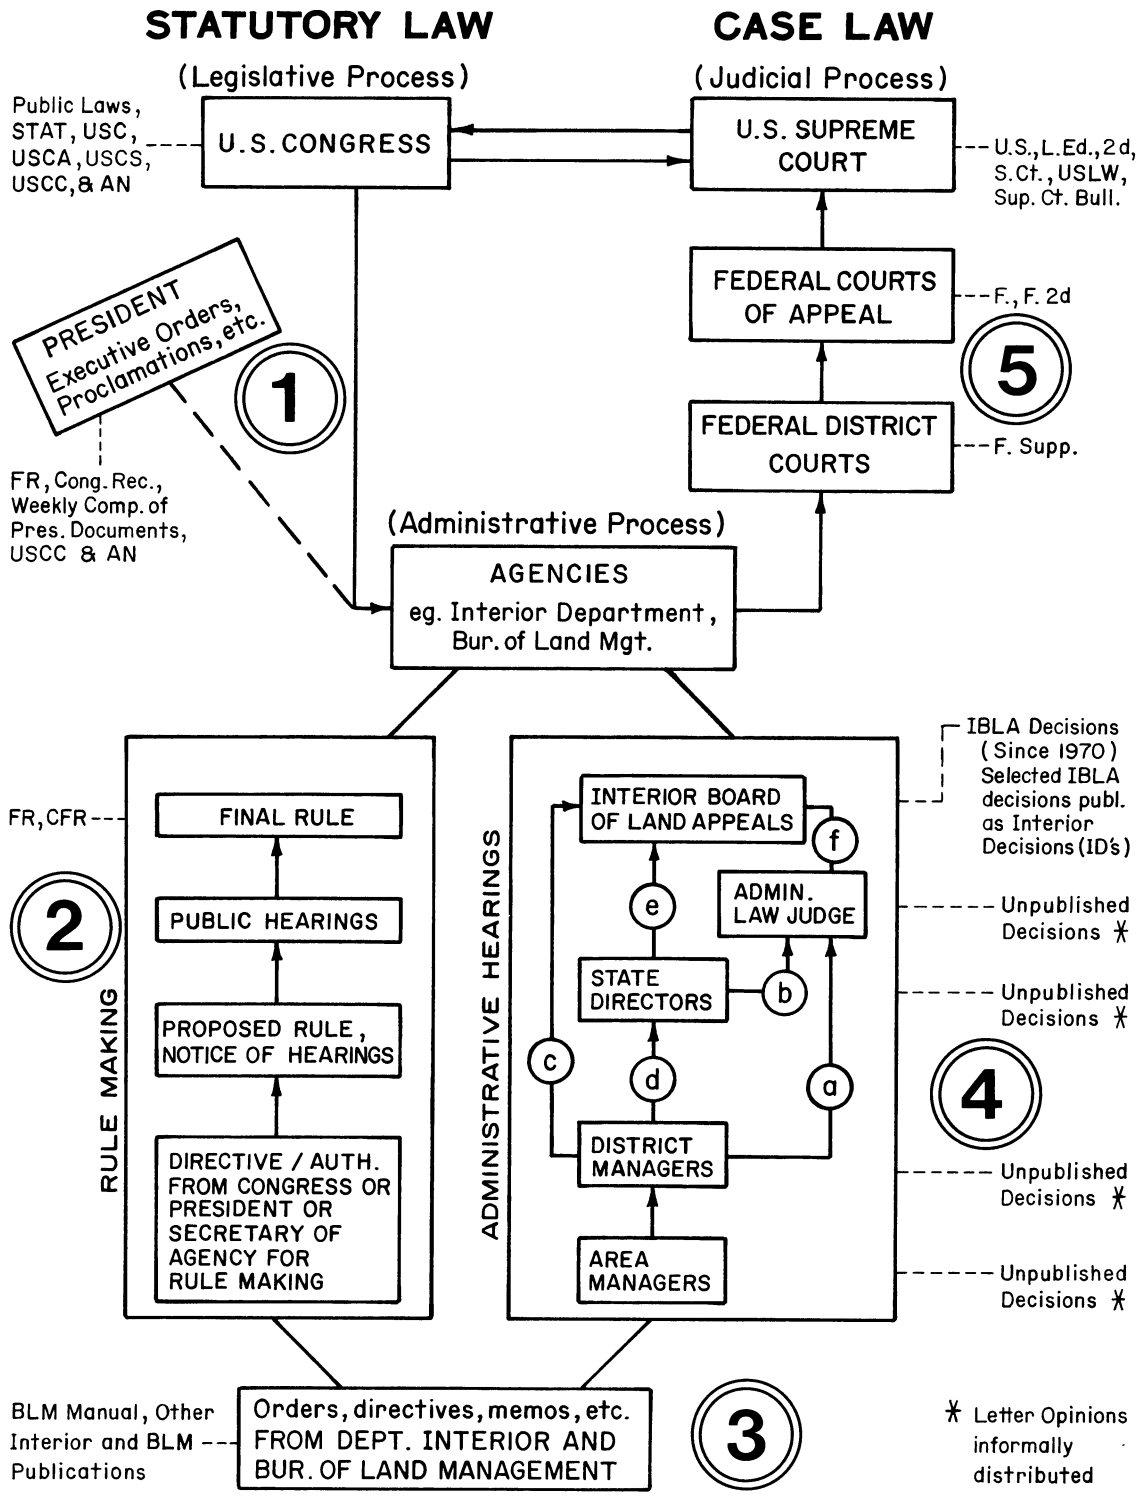 STATUTORY LAW
(Legislative Process)
CASE LAW
(Judicial Process)
Public Laws,
STAT, USC,
USCA, USCS,
USCC, & AN
U.S. CONGRESS
U.S. SUPREME
COURT
U.S., L.Ed., 2d,
S.Ct., USLW,
Sup. Ct. Bull.
PRESIDENT
Executive Orders,
Proclamations, etc.
1
FR, Cong. Rec.,
Weekly Comp. of
Pres. Documents,
USCC & AN
FEDERAL COURTS
OF APPEAL
F., F. 2d
5
FEDERAL DISTRICT
COURTS
F. Supp.
(Administrative Process)
AGENCIES
eg. Interior Department,
Bur. of Land Mgt.
FR, CFR
2
RULE MAKING
FINAL RULE
PUBLIC HEARINGS
PROPOSED RULE,
NOTICE OF HEARINGS
DIRECTIVE / AUTH.
FROM CONGRESS OR
PRESIDENT OR
SECRETARY OF
AGENCY FOR
RULE MAKING
ADMINISTRATIVE HEARINGS
INTERIOR BOARD
OF LAND APPEALS
f
ADMIN.
LAW JUDGE
e
STATE
DIRECTORS
b
c
d
a
DISTRICT
MANAGERS
AREA
MANAGERS
IBLA Decisions
(Since 1970)
Selected IBLA
decisions publ.
as Interior
Decisions (ID's)
Unpublished
Decisions *
Unpublished
Decisions *
4
Unpublished
Decisions *
Unpublished
Decisions *
BLM Manual, Other
Interior and BLM
Publications
Orders, directives, memos, etc.
FROM DEPT. INTERIOR AND
BUR. OF LAND MANAGEMENT
3
* Letter Opinions
informally
distributed